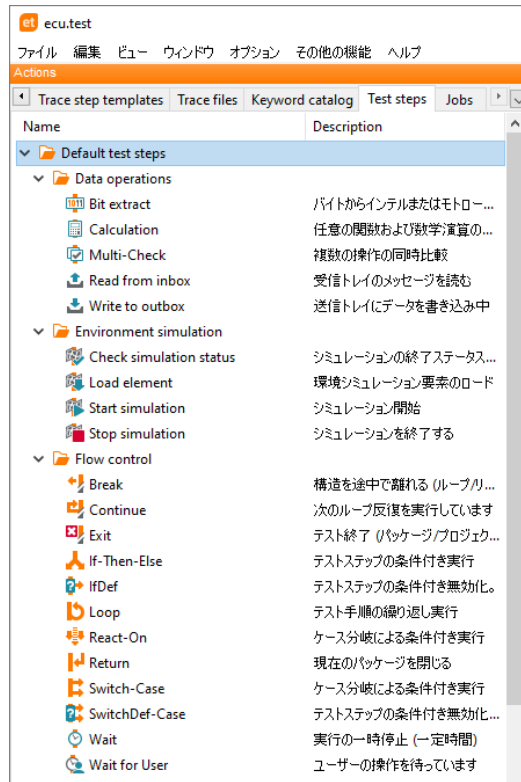 et ecu.test
ファイル 編集 ビュー ウィンドウ オプション その他の機能 ヘルプ
Actions
Trace step templates Trace files Keyword catalog Test steps Jobs
Name Description
Default test steps
Data operations
1011 Bit extract バイトからインテルまたはモトロー...
Calculation 任意の関数および数学演算の...
Multi-Check 複数の操作の同時比較
Read from inbox 受信トレイのメッセージを読む
Write to outbox 送信トレイにデータを書き込み中
Environment simulation
Check simulation status シミュレーションの終了ステータス...
Load element 環境シミュレーション要素のロード
Start simulation シミュレーション開始
Stop simulation シミュレーションを終了する
Flow control
Break 構造を途中で離れる (ループ/リ...
Continue 次のループ反復を実行しています
Exit テスト終了 (パッケージ/プロジェク...
If-Then-Else テストステップの条件付き実行
IfDef テストステップの条件付き無効化。
Loop テスト手順の繰り返し実行
React-On ケース分岐による条件付き実行
Return 現在のパッケージを閉じる
Switch-Case ケース分岐による条件付き実行
SwitchDef-Case テストステップの条件付き無効化...
Wait 実行の一時停止 (一定時間)
Wait for User ユーザーの操作を待っています